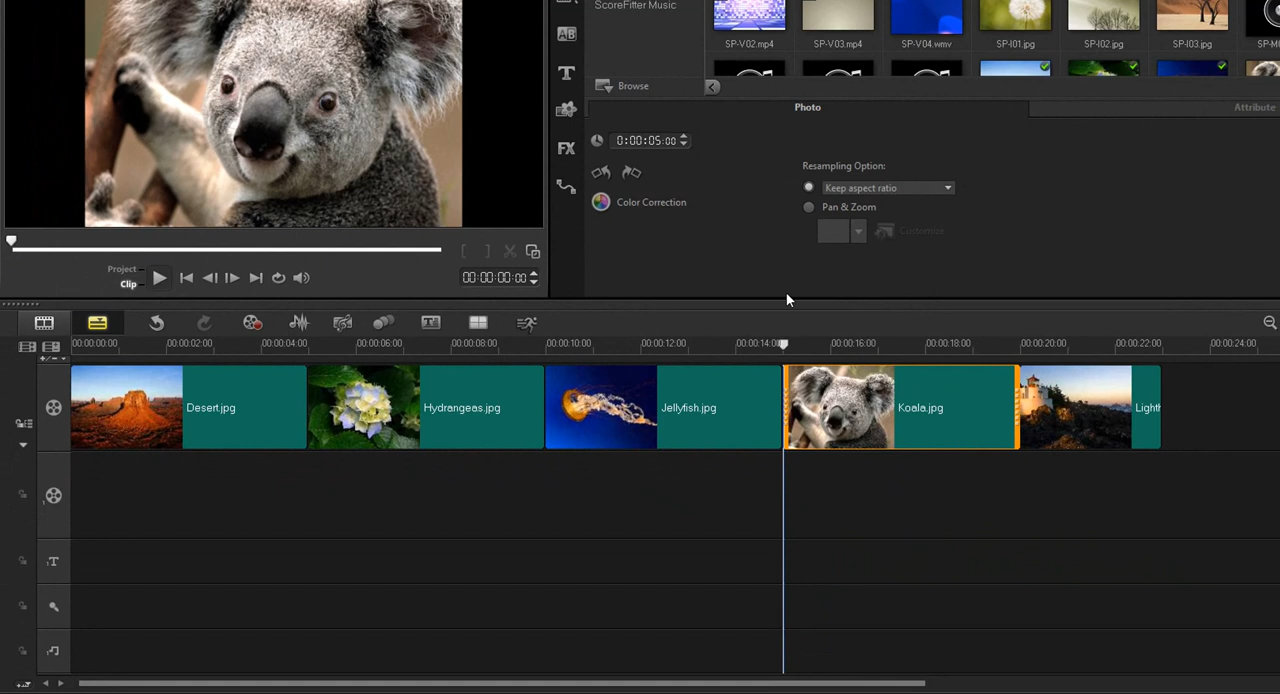 ScoreFitter Music
SP-V02.mp4 SP-V03.mp4 SP-V04.wmv SP-I01.jpg SP-I02.jpg SP-I03.jpg
AB
T
FX
Browse
Photo Attribute
0:00:05:00
Resampling Option:
Keep aspect ratio
Color Correction
Pan & Zoom
Customize
Project
Clip
00:00:00:00
00:00:00:00 00:00:02:00 00:00:04:00 00:00:06:00 00:00:08:00 00:00:10:00 00:00:12:00 00:00:14:00 00:00:16:00 00:00:18:00 00:00:20:00 00:00:22:00 00:00:24:00
Desert.jpg Hydrangeas.jpg Jellyfish.jpg Koala.jpg Lighth
1T